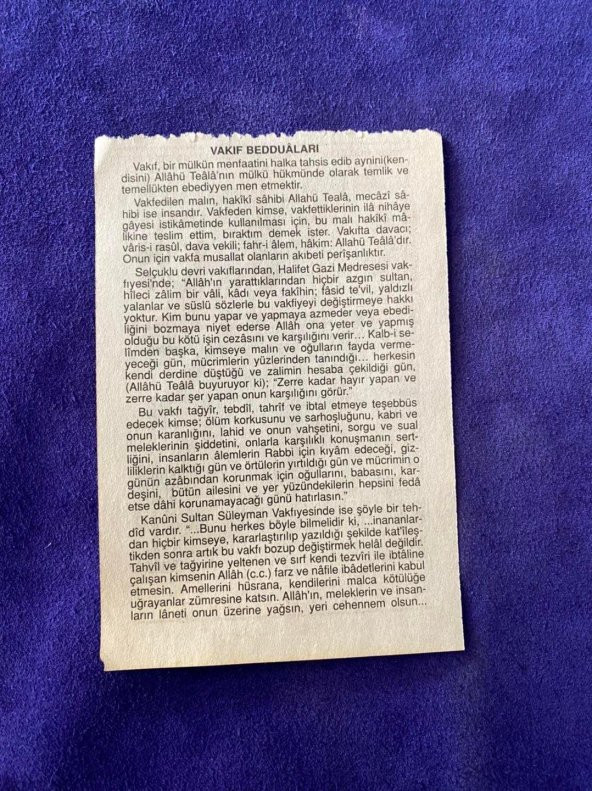 VAKIF BEDDUÂLARI
Vakıf, bir mülkün menfaatini halka tahsis edib aynini(ken-
disini) Allâhü Teâlâ'nın mülkü hükmünde olarak temlik ve
temellükten ebediyyen men etmektir.
Vakfedilen malın, hakîkî sâhibi Allahü Tealâ, mecâzî sâ-
hibi ise insandır. Vakfeden kimse, vakfettiklerinin ilâ nihâye
gâyesi istikâmetinde kullanılması için, bu malı hakîkî mâ-
likine teslim ettim, bıraktım demek ister. Vakıfta davacı;
vâris-i rasûl, dava vekili; fahr-i âlem, hâkim: Allahü Teâlâ'dır.
Onun için vakfa musallat olanların akıbeti perîşanlıktır.
Selçuklu devri vakıflarından, Halifet Gazi Medresesi vak-
fıyesi'nde; "Allâh'ın yarattıklarından hiçbir azgın sultan,
hîleci zâlim bir vâli, kâdı veya fakîhin; fâsid te'vil, yaldızlı
yalanlar ve süslü sözlerle bu vakfiyeyi değiştirmeye hakkı
yoktur. Kim bunu yapar ve yapmaya azmeder veya ebedi-
liğini bozmaya niyet ederse Allâh ona yeter ve yapmış
olduğu bu kötü işin cezâsını ve karşılığını verir... Kalb-i se-
lîmden başka, kimseye malın ve oğulların fayda verme-
yeceği gün, mücrimlerin yüzlerinden tanındığı... herkesin
kendi derdine düştüğü ve zalimin hesaba çekildiği gün,
(Allâhü Teâlâ buyuruyor ki); "Zerre kadar hayır yapan ve
zerre kadar şer yapan onun karşılığını görür."
Bu vakfı tağyîr, tebdîl, tahrîf ve ibtal etmeye teşebbüs
edecek kimse; ölüm korkusunu ve sarhoşluğunu, kabri ve
onun karanlığını, lahid ve onun vahşetini, sorgu ve sual
meleklerinin şiddetini, onlarla karşılıklı konuşmanın sert-
liğini, insanların âlemlerin Rabbi için kıyâm edeceği, giz-
liliklerin kalktığı gün ve örtülerin yırtıldığı gün ve mücrimin o
günün azâbından korunmak için oğullarını, babasını, kar-
deşini, bütün ailesini ve yer yüzündekilerin hepsini fedâ
etse dâhi korunamayacağı günü hatırlasın."
Kanûni Sultan Süleyman Vakfıyesinde ise şöyle bir teh-
dîd vardır. "...Bunu herkes böyle bilmelidir ki, ...inananlar-
dan hiçbir kimseye, kararlaştırılıp yazıldığı şekilde kat'îleş-
tikden sonra artık bu vakfı bozup değiştirmek helâl değildir.
Tahvîl ve tağyirine yeltenen ve sırf kendi tezvîri ile ibtâline
çalışan kimsenin Allâh (c.c.) farz ve nâfile ibâdetlerini kabul
etmesin. Amellerini hüsrana, kendilerini malca kötülüğe
uğrayanlar zümresine katsın. Allâh'ın, meleklerin ve insan-
ların lâneti onun üzerine yağsın, yeri cehennem olsun...